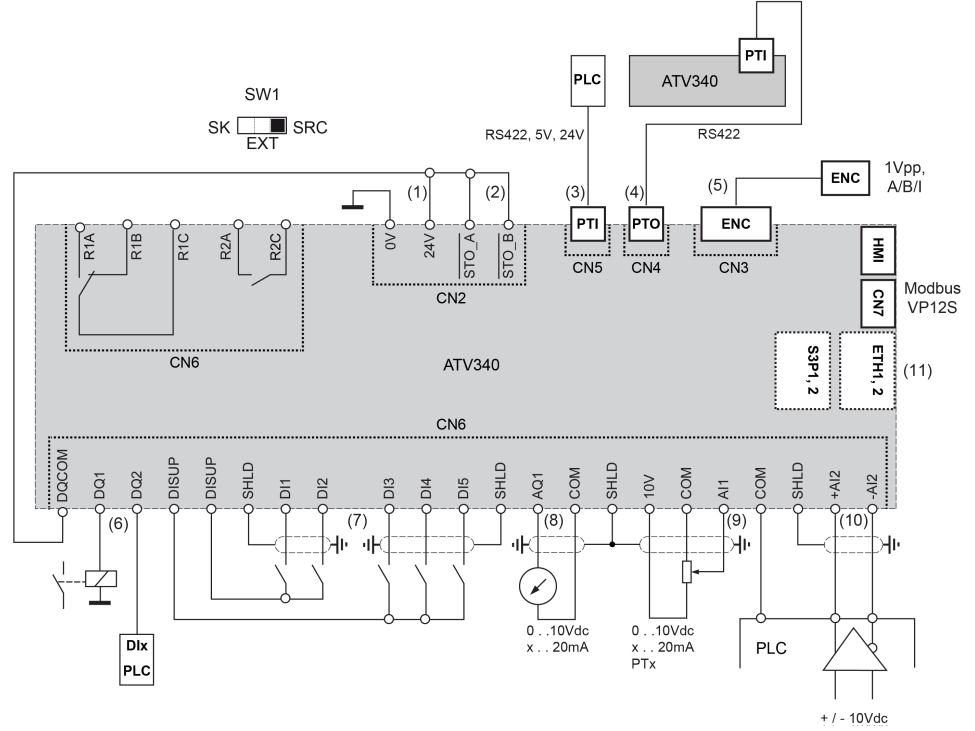 PTI
PLC
ATV340
SW1
SK
SRC
EXT
RS422, 5V, 24V
RS422
(1)
(2)
(3)
(4)
(5)
ENC
1Vpp,
A/B/I
R1A
R1B
R1C
R2A
R2C
0V
24V
STO_A
STO_B
PTI
PTO
ENC
HMI
CN5
CN4
CN3
CN2
CN7
Modbus
VP12S
CN6
ATV340
S3P1, 2
ETH1, 2
(11)
CN6
DQCOM
DQ1
DQ2
DISUP
DISUP
SHLD
DI1
DI2
DI3
DI4
DI5
SHLD
AQ1
COM
SHLD
10V
COM
AI1
COM
SHLD
+AI2
-AI2
(6)
(7)
(8)
(9)
(10)
DIx
PLC
0 . .10Vdc
x . . 20mA
0 . .10Vdc
x . . 20mA
PTx
PLC
+ / - 10Vdc